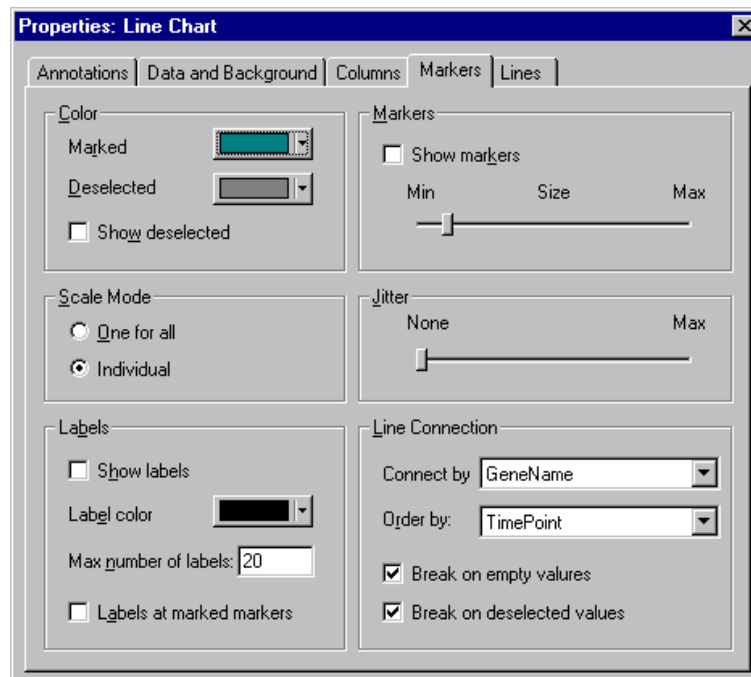 Properties: Line Chart
Annotations
Data and Background
Columns
Markers
Lines
Color
Marked
Deselected
Show deselected
Markers
Show markers
Min Size Max
Scale Mode
One for all
Individual
Jitter
None Max
Labels
Show labels
Label color
Max number of labels: 20
Labels at marked markers
Line Connection
Connect by GeneName
Order by: TimePoint
Break on empty valures
Break on deselected values